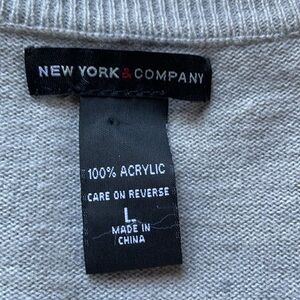 NEW YORK & COMPANY
100% ACRYLIC
CARE ON REVERSE
L
MADE IN
CHINA